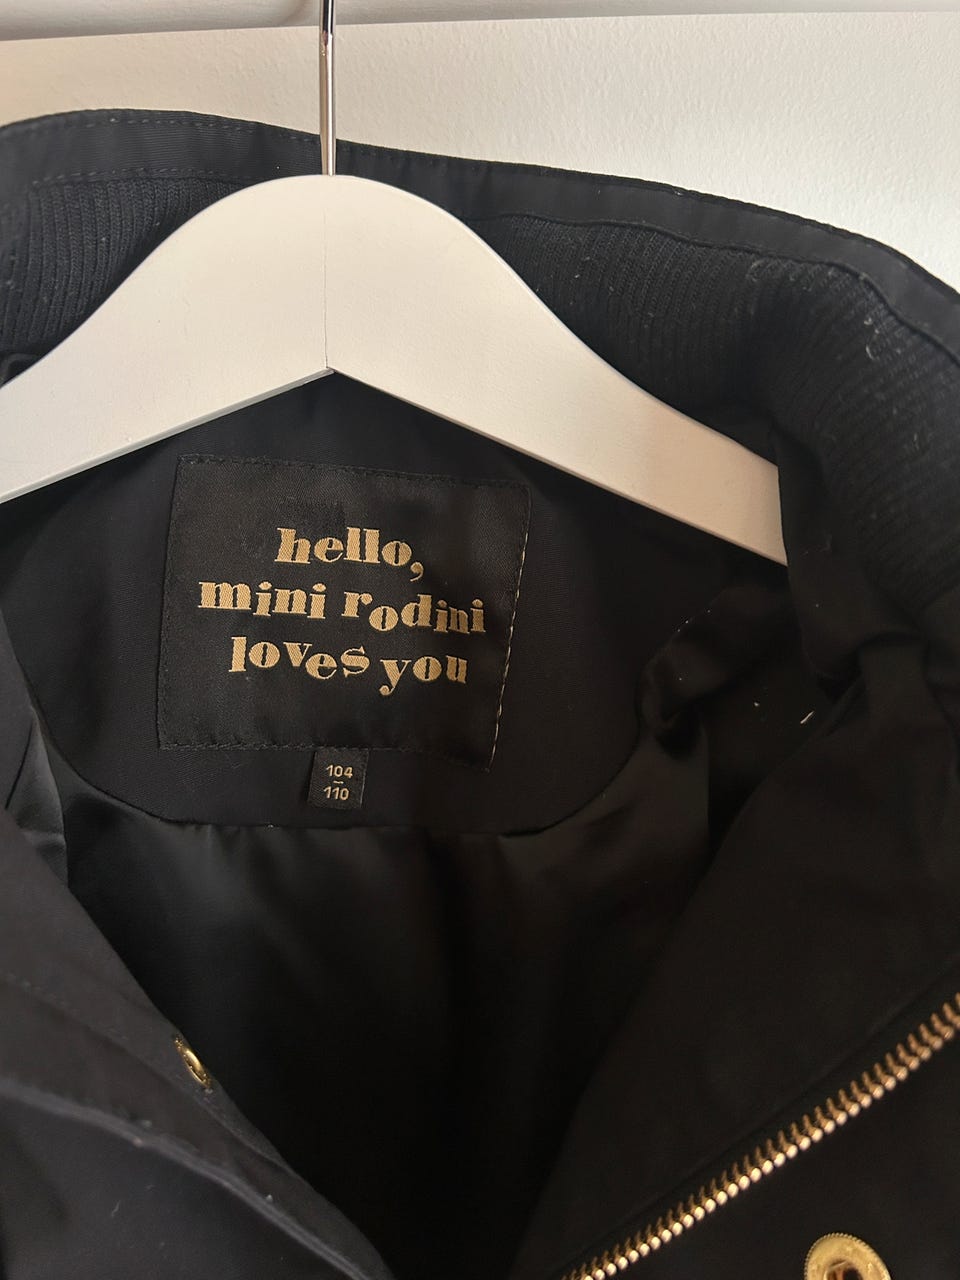 hello,
mini rodini
loves you
104
110